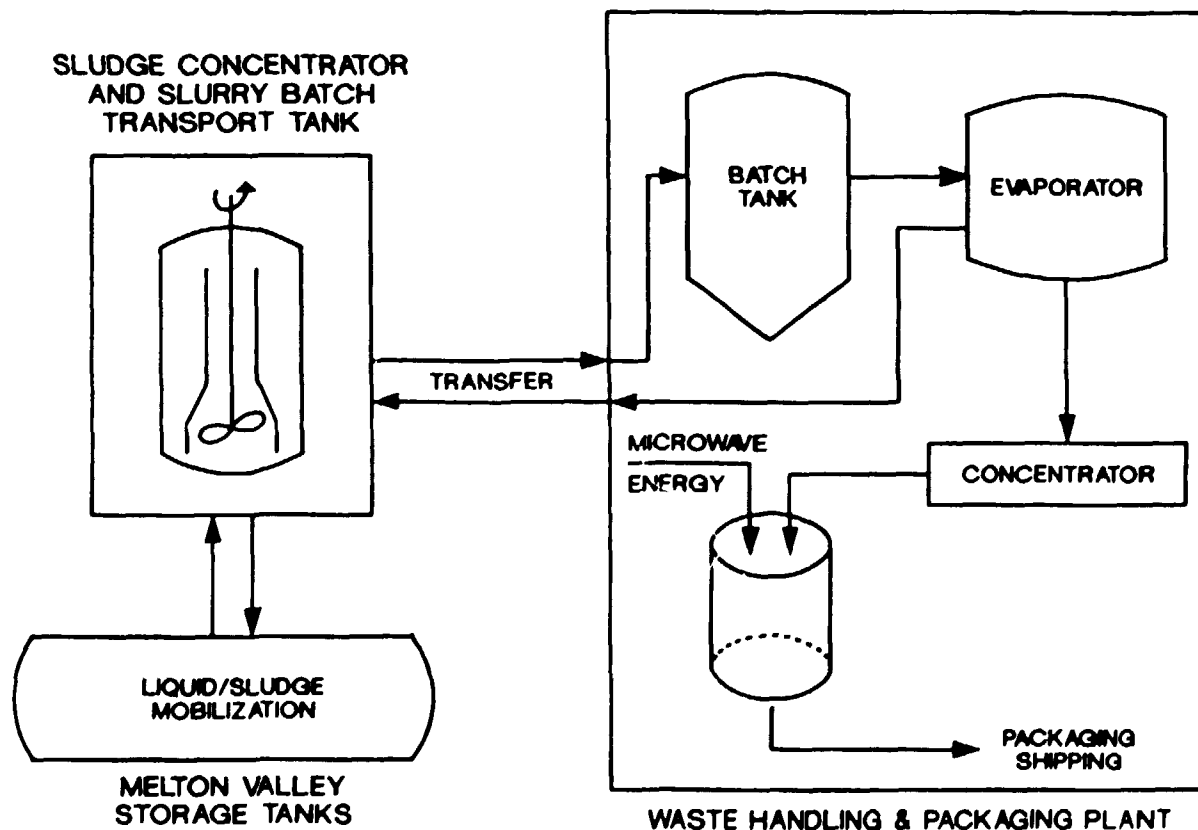 SLUDGE CONCENTRATOR
AND SLURRY BATCH
TRANSPORT TANK
BATCH
TANK
EVAPORATOR
TRANSFER
MICROWAVE
ENERGY
CONCENTRATOR
LIQUID/SLUDGE
MOBILIZATION
PACKAGING
SHIPPING
MELTON VALLEY
STORAGE TANKS
WASTE HANDLING & PACKAGING PLANT